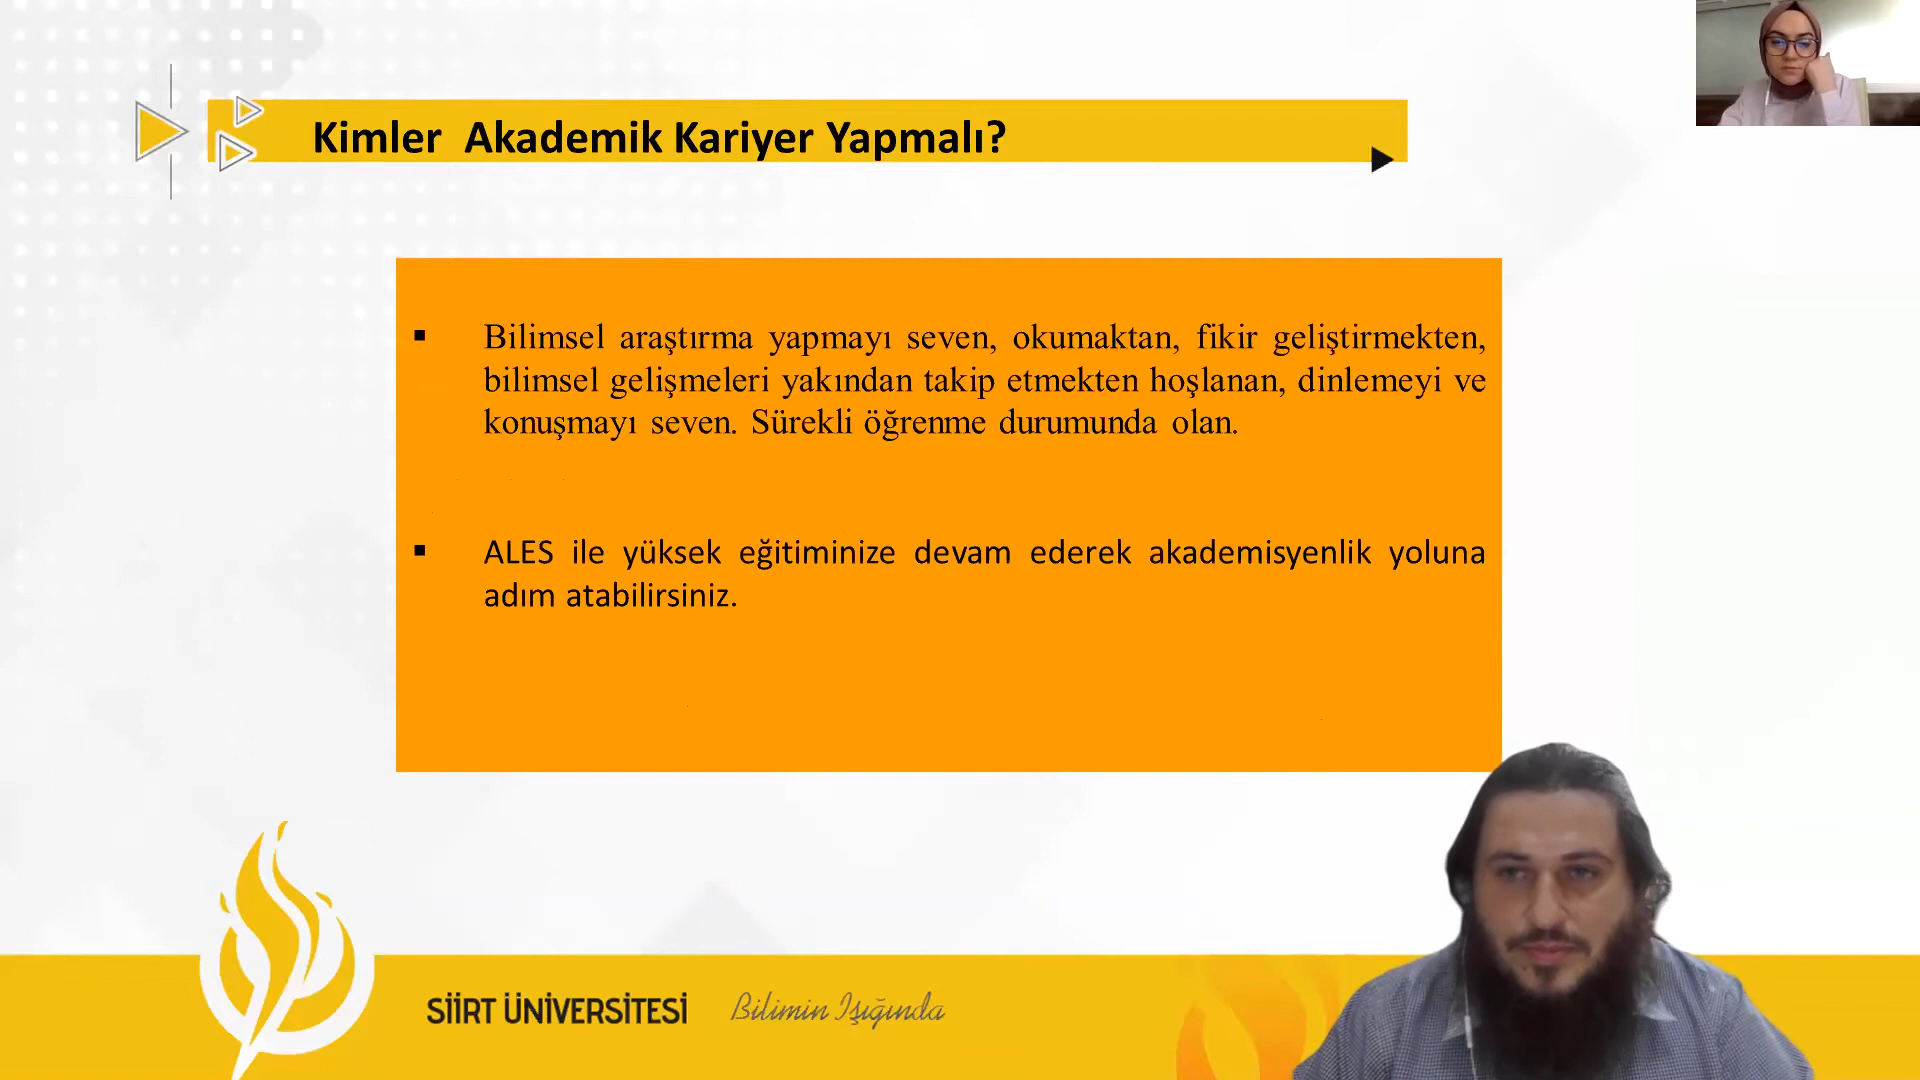 Kimler Akademik Kariyer Yapmalı?
▪ Bilimsel araştırma yapmayı seven, okumaktan, fikir geliştirmekten,
bilimsel gelişmeleri yakından takip etmekten hoşlanan, dinlemeyi ve
konuşmayı seven. Sürekli öğrenme durumunda olan.
▪ ALES ile yüksek eğitiminize devam ederek akademisyenlik yoluna
adım atabilirsiniz.
SİİRT ÜNİVERSİTESİ Bilimin Işığında